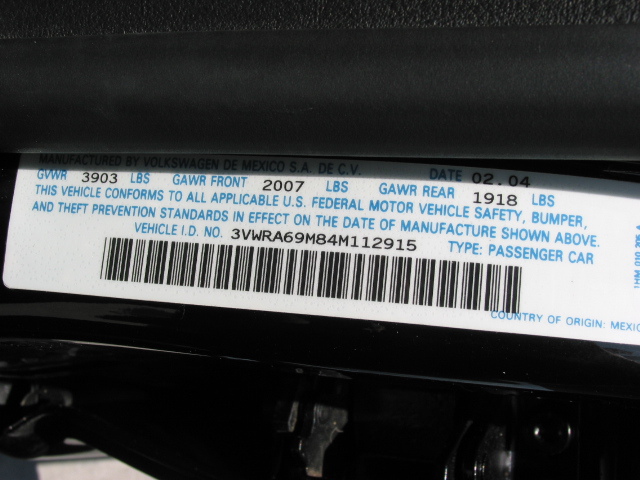 MANUFACTURED BY VOLKSWAGEN DE MEXICO S.A. DE C.V. DATE 02.04
GVWR 3903 LBS GAWR FRONT 2007 LBS GAWR REAR 1918 LBS
THIS VEHICLE CONFORMS TO ALL APPLICABLE U.S. FEDERAL MOTOR VEHICLE SAFETY, BUMPER,
AND THEFT PREVENTION STANDARDS IN EFFECT ON THE DATE OF MANUFACTURE SHOWN ABOVE.
VEHICLE I.D. NO. 3VWRA69M84M112915 TYPE: PASSENGER CAR
COUNTRY OF ORIGIN: MEXIC